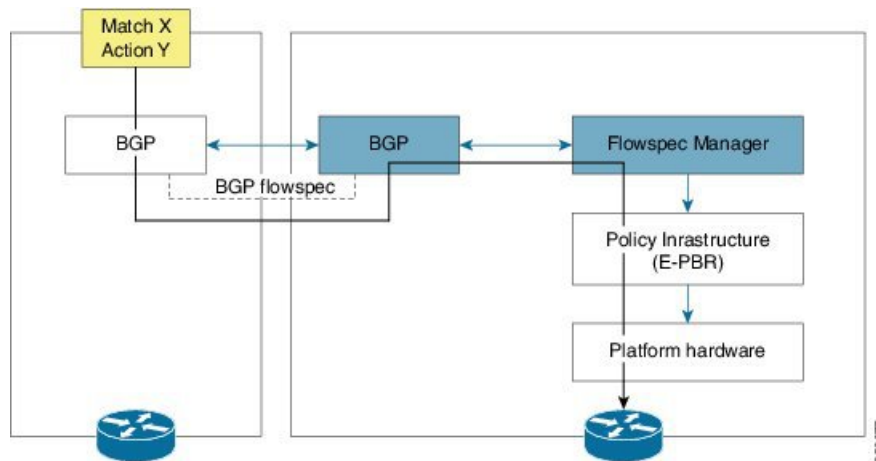 Match X
Action Y
BGP
BGP
Flowspec Manager
BGP flowspec
Policy Inrastructure
(E-PBR)
Platform hardware